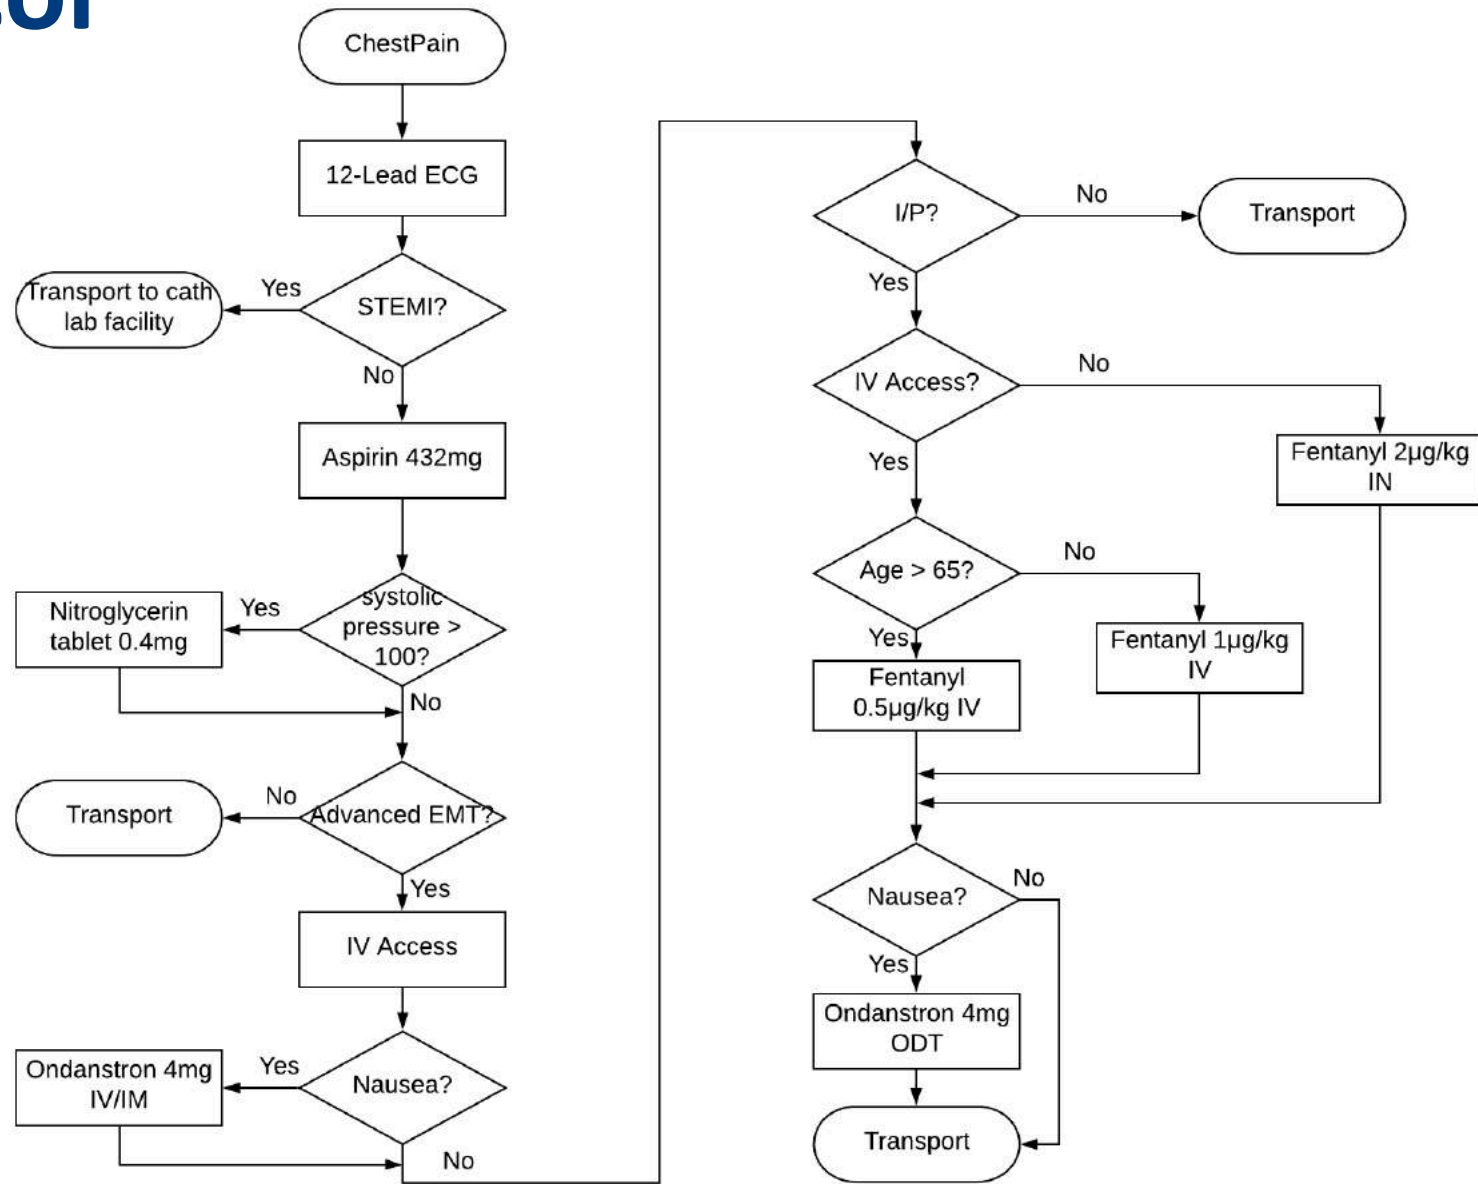 ChestPain
12-Lead ECG
STEMI?
Yes
Transport to cath
lab facility
No
Aspirin 432mg
systolic
pressure >
100?
Yes
Nitroglycerin
tablet 0.4mg
No
Advanced EMT?
No
Transport
Yes
IV Access
Nausea?
Yes
Ondanstron 4mg
IV/IM
No
I/P?
No
Transport
Yes
IV Access?
No
Fentanyl 2µg/kg
IN
Yes
Age > 65?
No
Fentanyl 1µg/kg
IV
Yes
Fentanyl
0.5µg/kg IV
Nausea?
No
Yes
Ondanstron 4mg
ODT
Transport